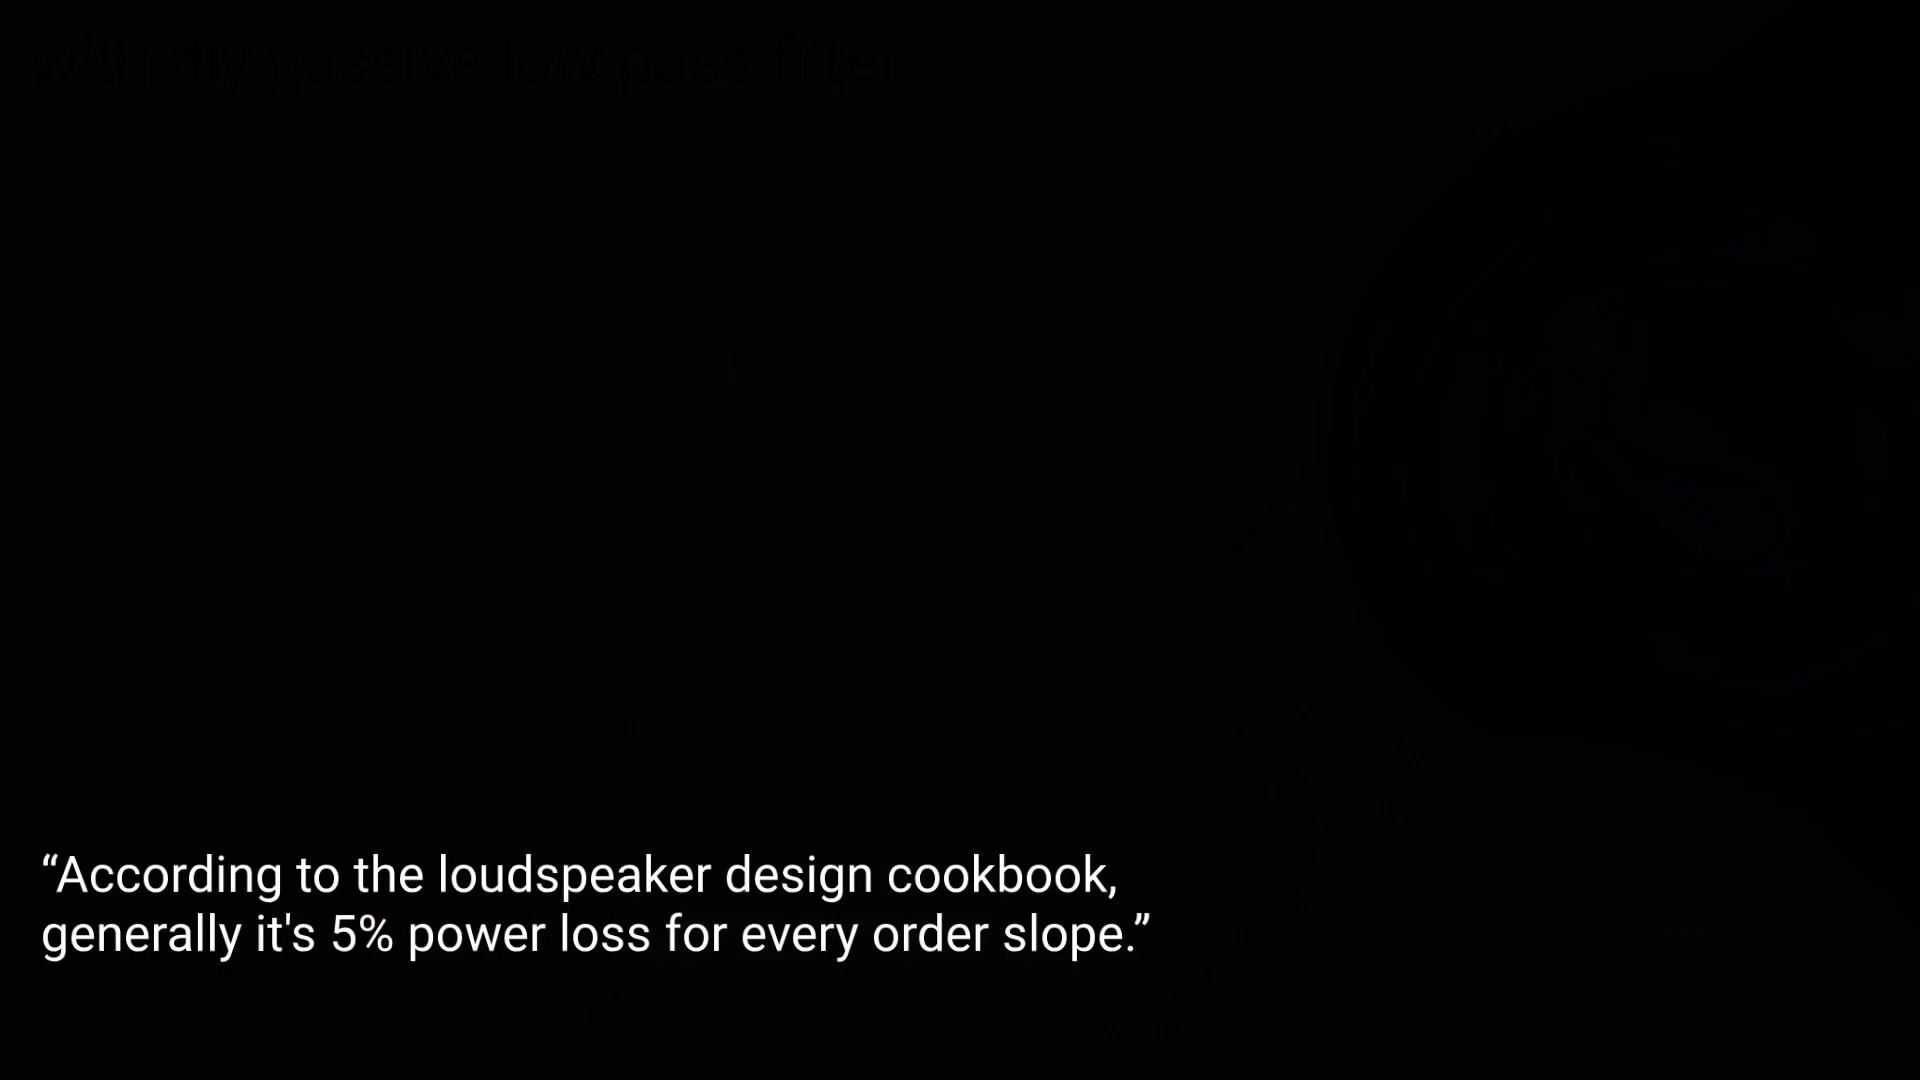 with diy passive low pass filter
“According to the loudspeaker design cookbook,
generally it's 5% power loss for every order slope.”